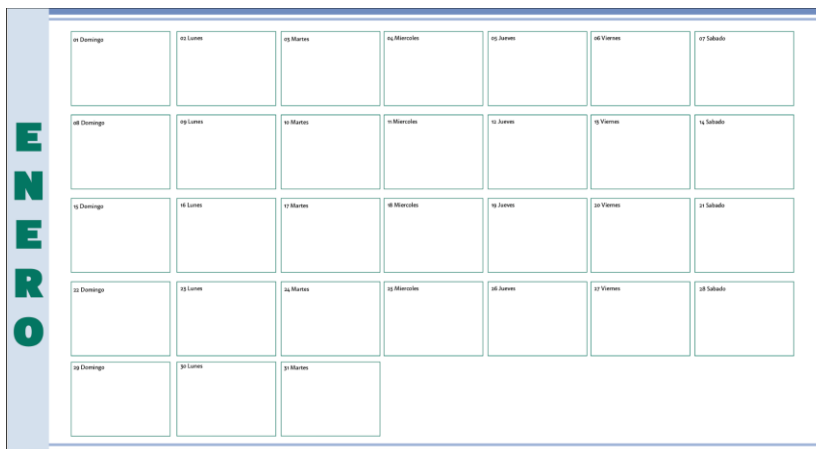 ENERO
01 Domingo
02 Lunes
03 Martes
04 Miercoles
05 Jueves
06 Viernes
07 Sabado
08 Domingo
09 Lunes
10 Martes
11 Miercoles
12 Jueves
13 Viernes
14 Sabado
15 Domingo
16 Lunes
17 Martes
18 Miercoles
19 Jueves
20 Viernes
21 Sabado
22 Domingo
23 Lunes
24 Martes
25 Miercoles
26 Jueves
27 Viernes
28 Sabado
29 Domingo
30 Lunes
31 Martes